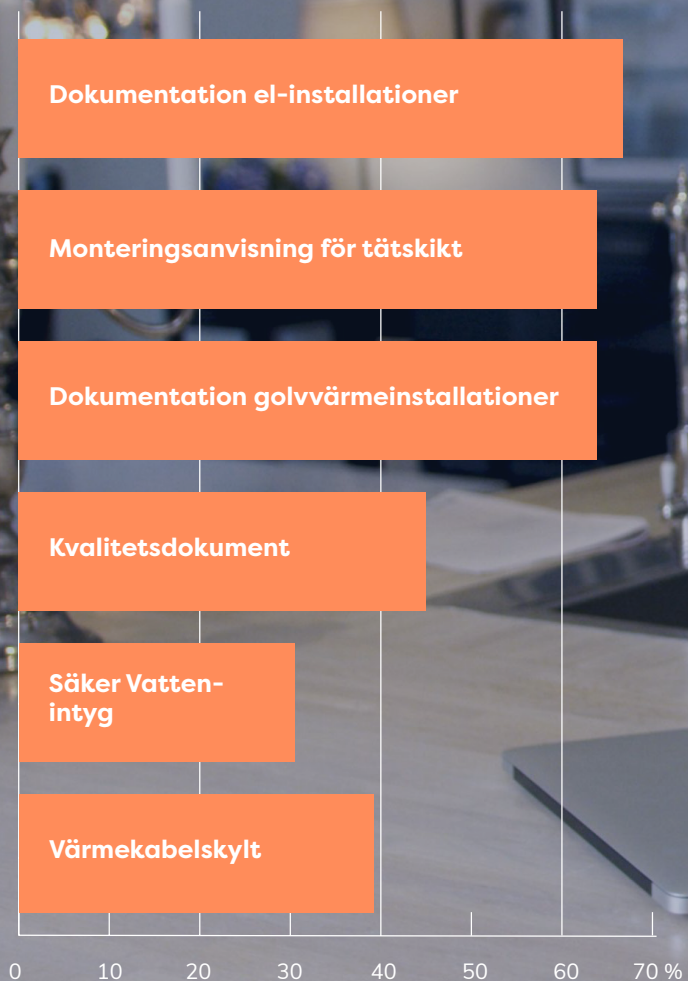 Dokumentation el-installationer
Monteringsanvisning för tätskikt
Dokumentation golvvärmeinstallationer
Kvalitetsdokument
Säker Vatten-
intyg
Värmekabelskylt
0 10 20 30 40 50 60 70 %